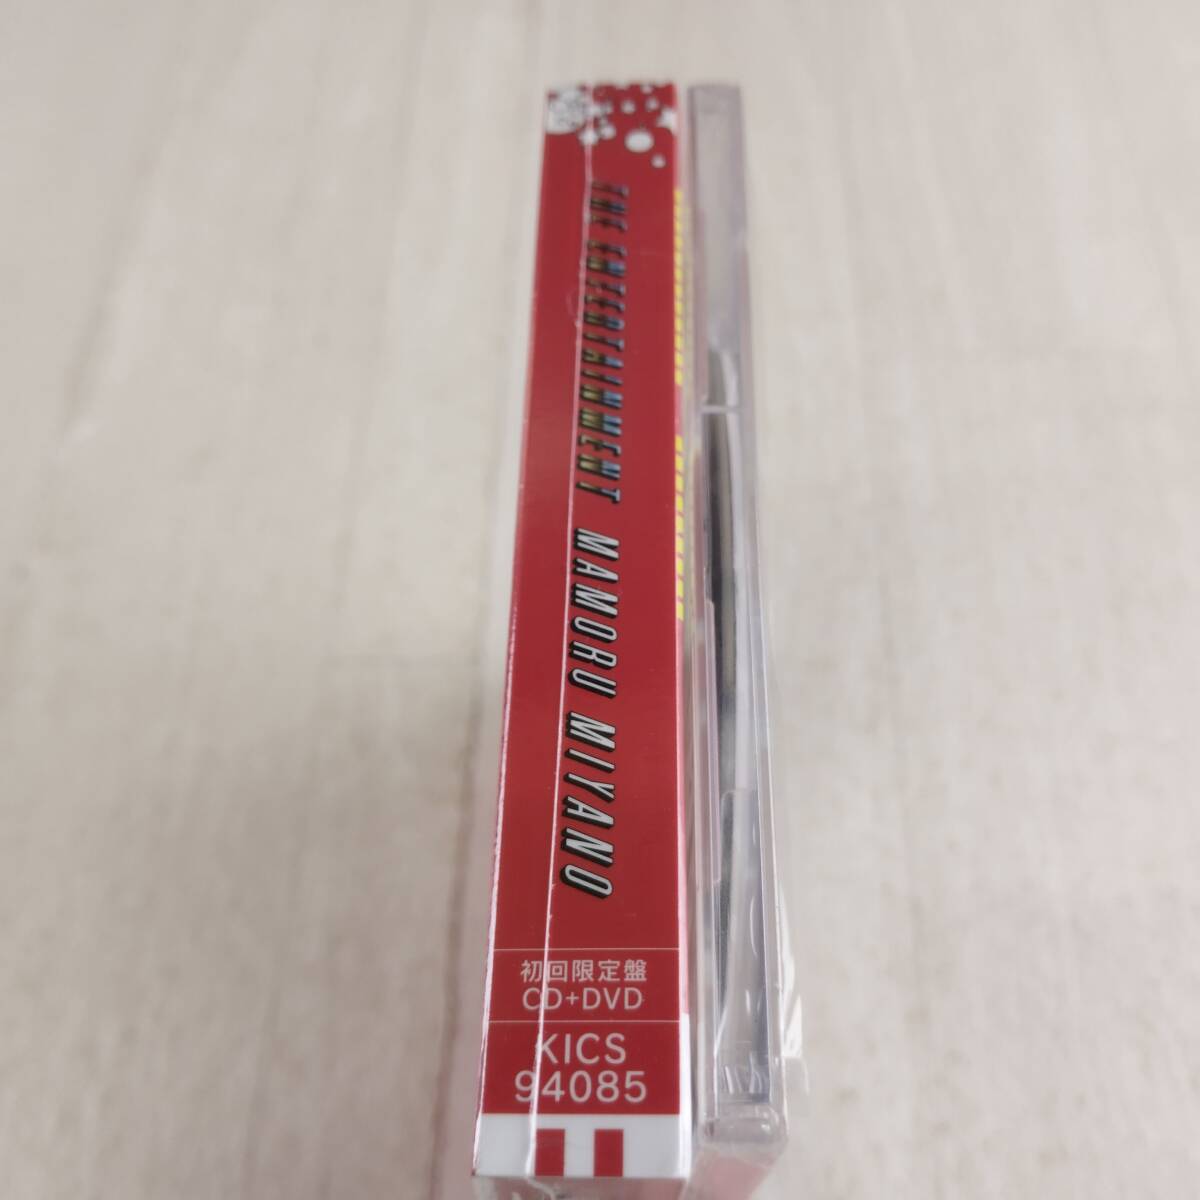 THE ENTERTAINMENT MAMORU MIYANO
初回限定盤
CD+DVD
KICS
94085